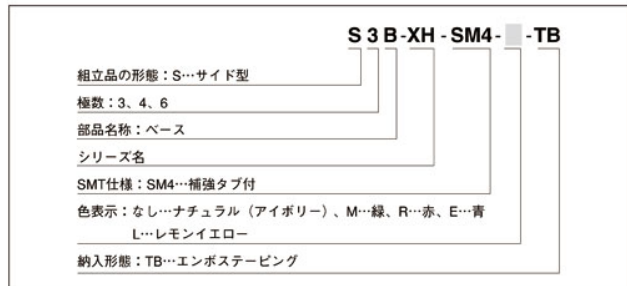 S 3 B-XH-SM4- -TB
組立品の形態：S…サイド型
極数：3、4、6
部品名称：ベース
シリーズ名
SMT仕様：SM4…補強タブ付
色表示：なし…ナチュラル（アイボリー）、M…緑、R…赤、E…青
L…レモンイエロー
納入形態：TB…エンボステーピング